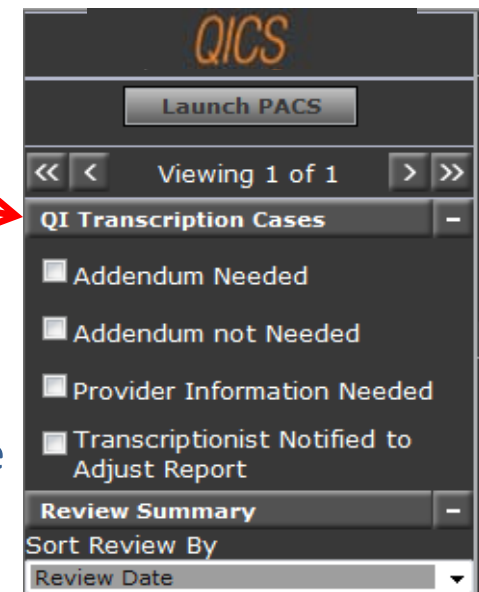 QICS
Launch PACS
<< < Viewing 1 of 1 > >>
QI Transcription Cases −
Addendum Needed
Addendum not Needed
Provider Information Needed
Transcriptionist Notified to
Adjust Report
e
Review Summary −
Sort Review By
Review Date